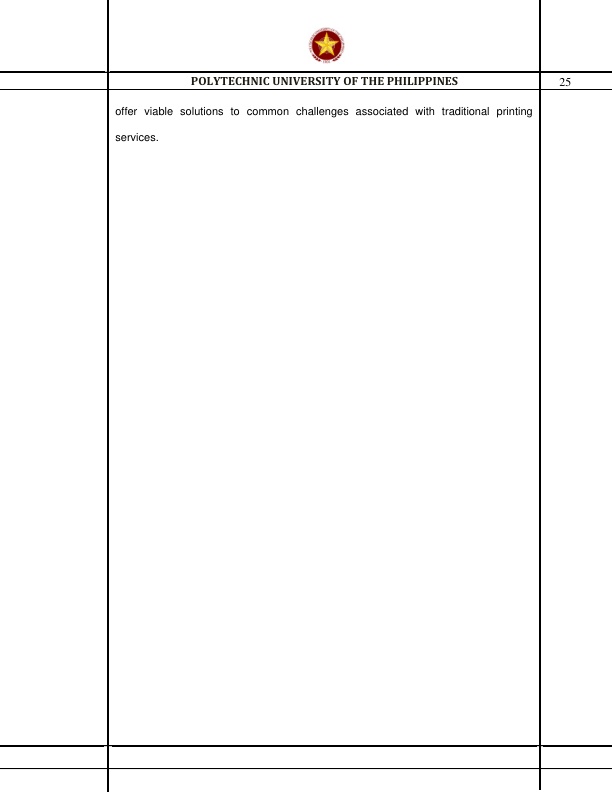 POLYTECHNIC UNIVERSITY OF THE PHILIPPINES
25
offer viable solutions to common challenges associated with traditional printing
services.